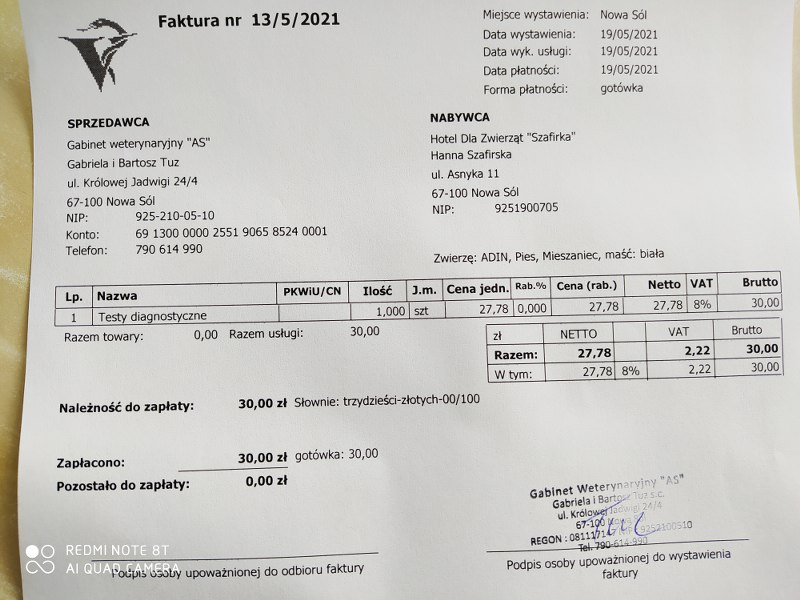 Faktura nr 13/5/2021
Miejsce wystawienia: Nowa Sól
Data wystawienia: 19/05/2021
Data wyk. usługi: 19/05/2021
Data płatności: 19/05/2021
Forma płatności: gotówka
SPRZEDAWCA
Gabinet weterynaryjny "AS"
Gabriela i Bartosz Tuz
ul. Królowej Jadwigi 24/4
67-100 Nowa Sól
NIP: 925-210-05-10
Konto: 69 1300 0000 2551 9065 8524 0001
Telefon: 790 614 990
NABYWCA
Hotel Dla Zwierząt "Szafirka"
Hanna Szafirska
ul. Asnyka 11
67-100 Nowa Sól
NIP: 9251900705
Zwierzę: ADIN, Pies, Mieszaniec, maść: biała
Lp. Nazwa PKWiU/CN Ilość J.m. Cena jedn. Rab.% Cena (rab.) Netto VAT Brutto
1 Testy diagnostyczne 1,000 szt 27,78 0,000 27,78 27,78 8% 30,00
Razem towary: 0,00 Razem usługi: 30,00
zł NETTO VAT Brutto
Razem: 27,78 2,22 30,00
W tym: 27,78 8% 2,22 30,00
Należność do zapłaty: 30,00 zł Słownie: trzydzieści-złotych-00/100
Zapłacono: 30,00 zł gotówka: 30,00
Pozostało do zapłaty: 0,00 zł
Gabinet Weterynaryjny "AS"
Gabriela i Bartosz Tuz s.c.
ul. Królowej Jadwigi 24/4
67-100
REGON : 9252100510
Tel. 790-614-990
Podpis osoby upoważnionej do odbioru faktury
Podpis osoby upoważnionej do wystawienia
faktury
REDMI NOTE 8T
AI QUAD CAMERA